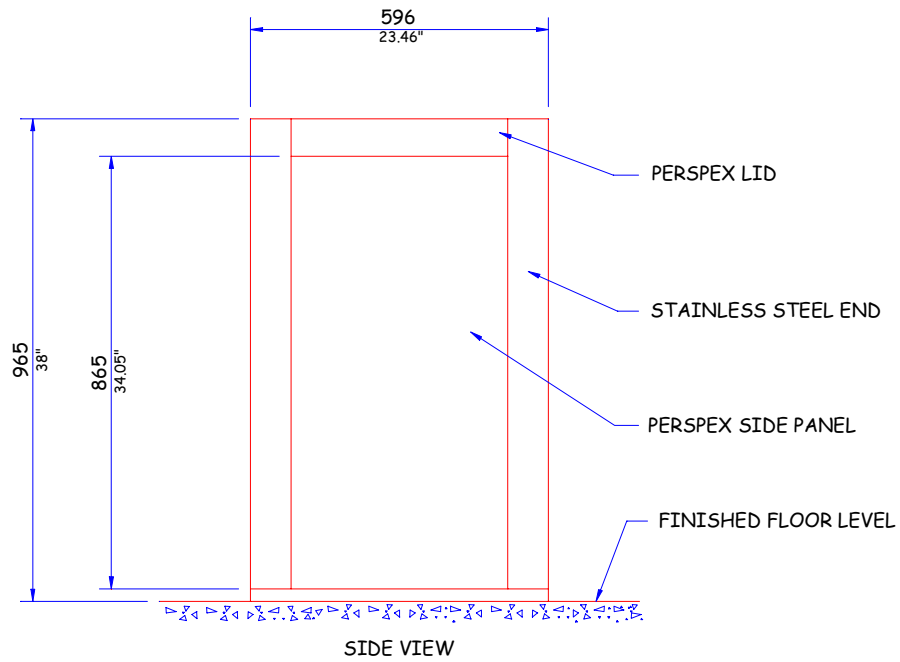 596
23.46"
PERSPEX LID
STAINLESS STEEL END
965
38"
865
34.05"
PERSPEX SIDE PANEL
FINISHED FLOOR LEVEL
SIDE VIEW